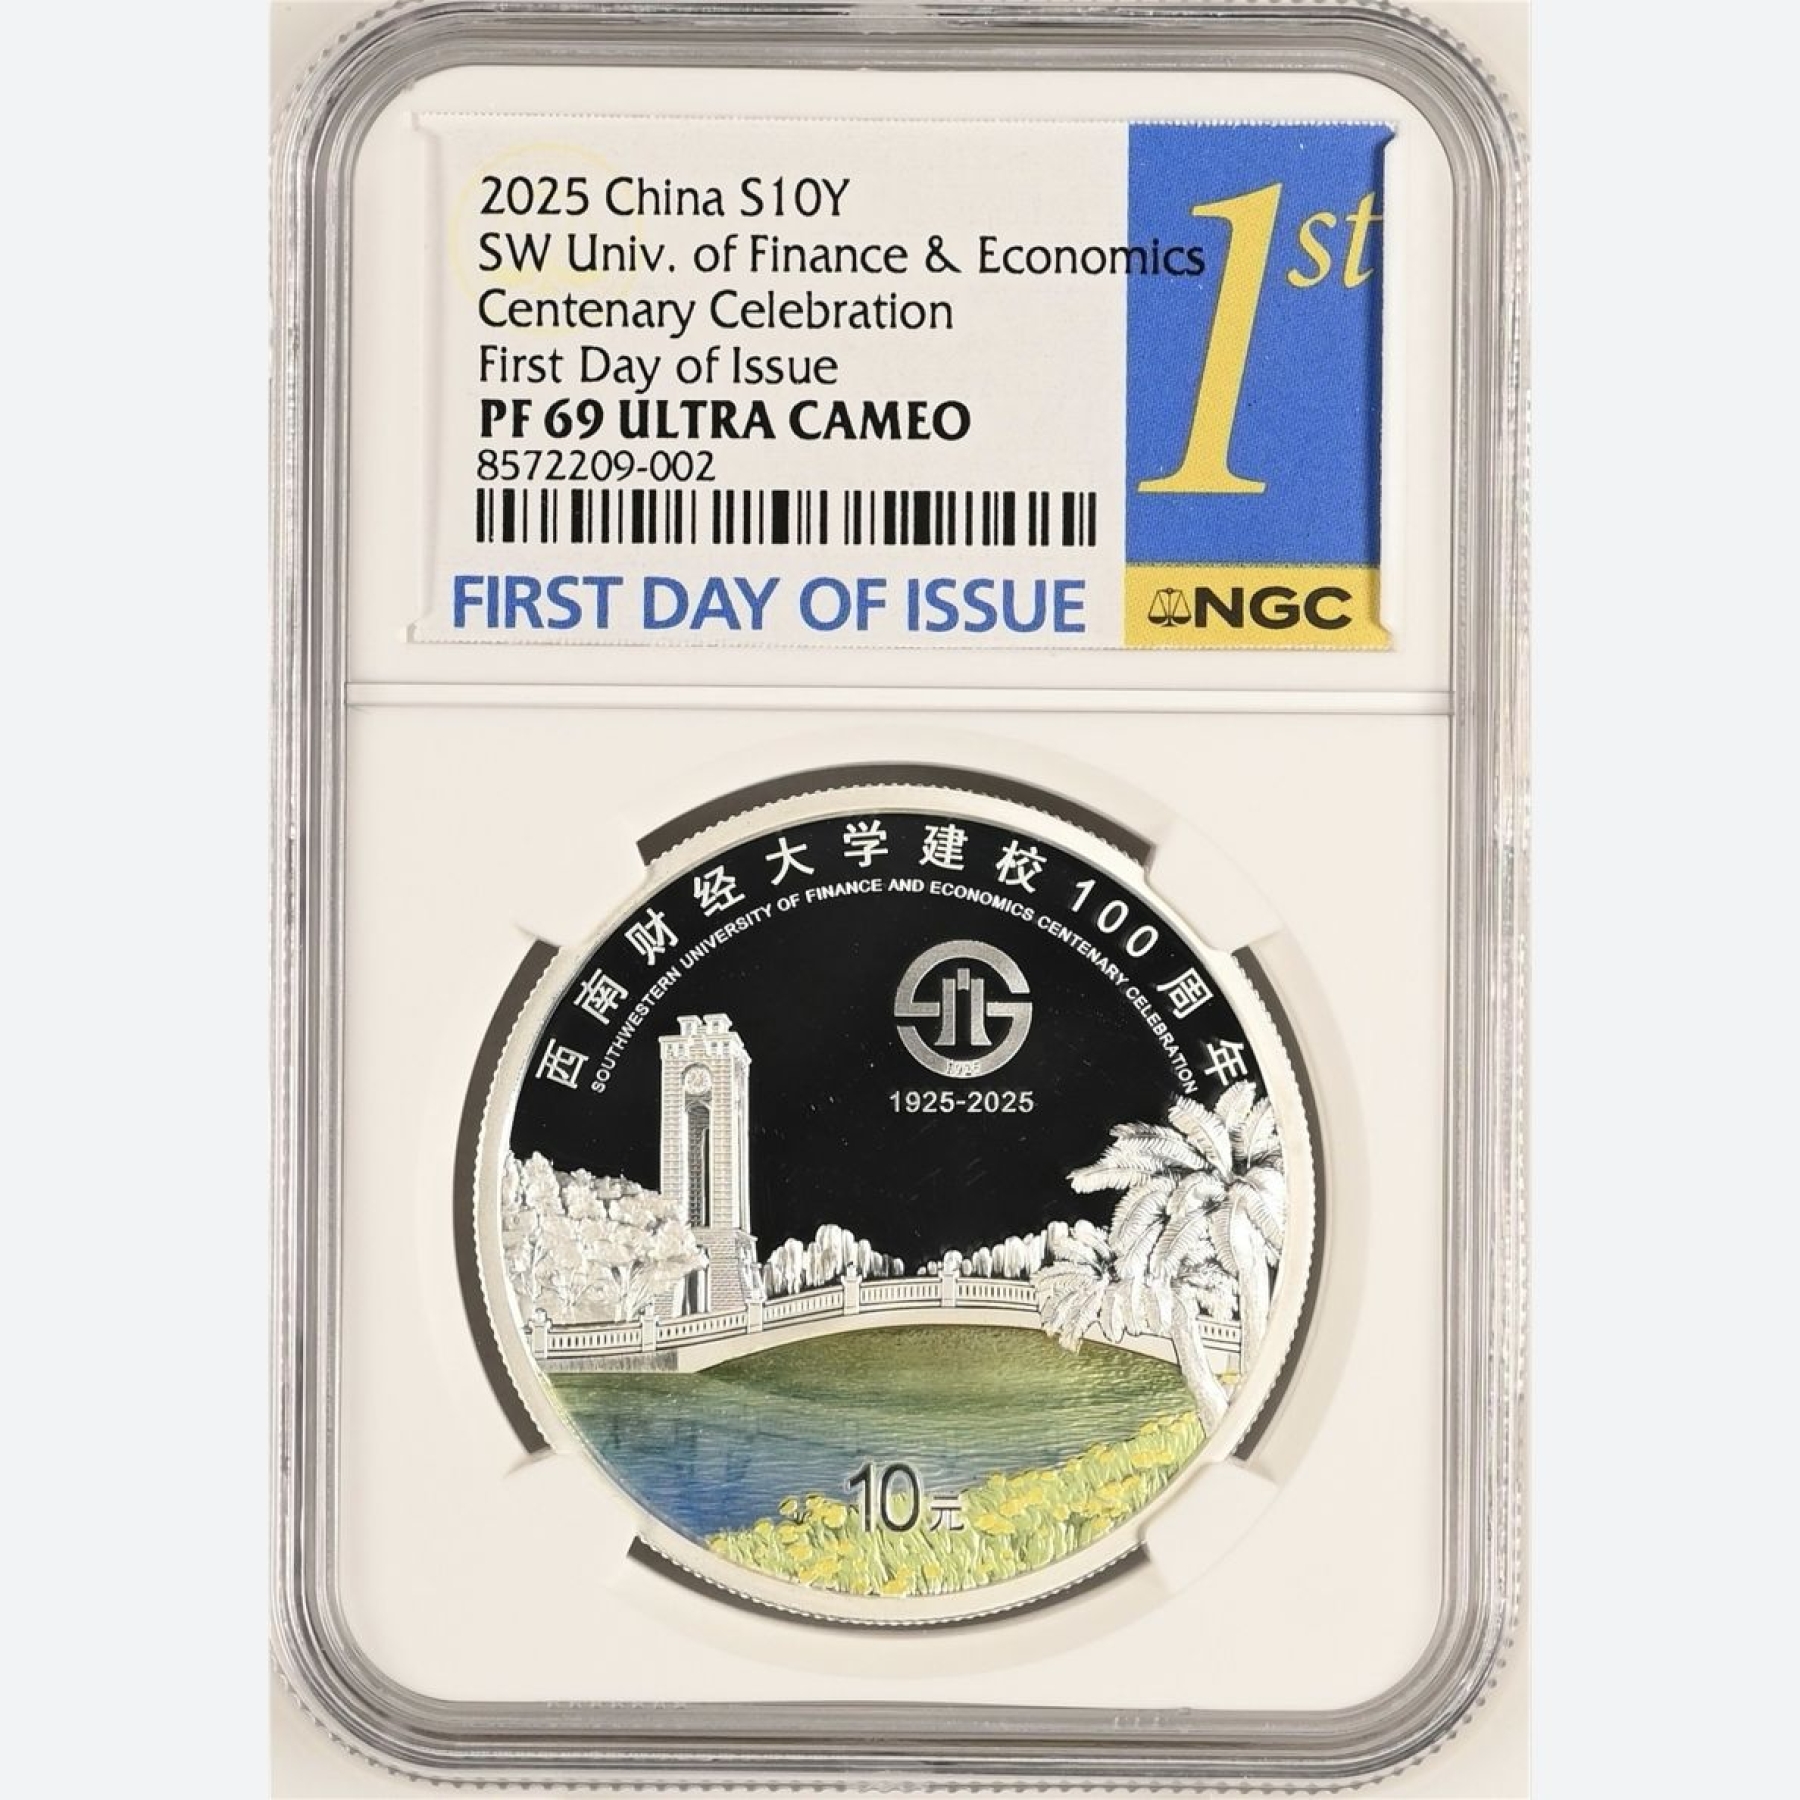 2025 China S10Y
SW Univ. of Finance & Economics
Centenary Celebration
First Day of Issue
PF 69 ULTRA CAMEO
8572209-002
FIRST DAY OF ISSUE
1st
NGC
西南财经大学建校100周年
SOUTHWESTERN UNIVERSITY OF FINANCE AND ECONOMICS CENTENARY CELEBRATION
1925
1925-2025
10元